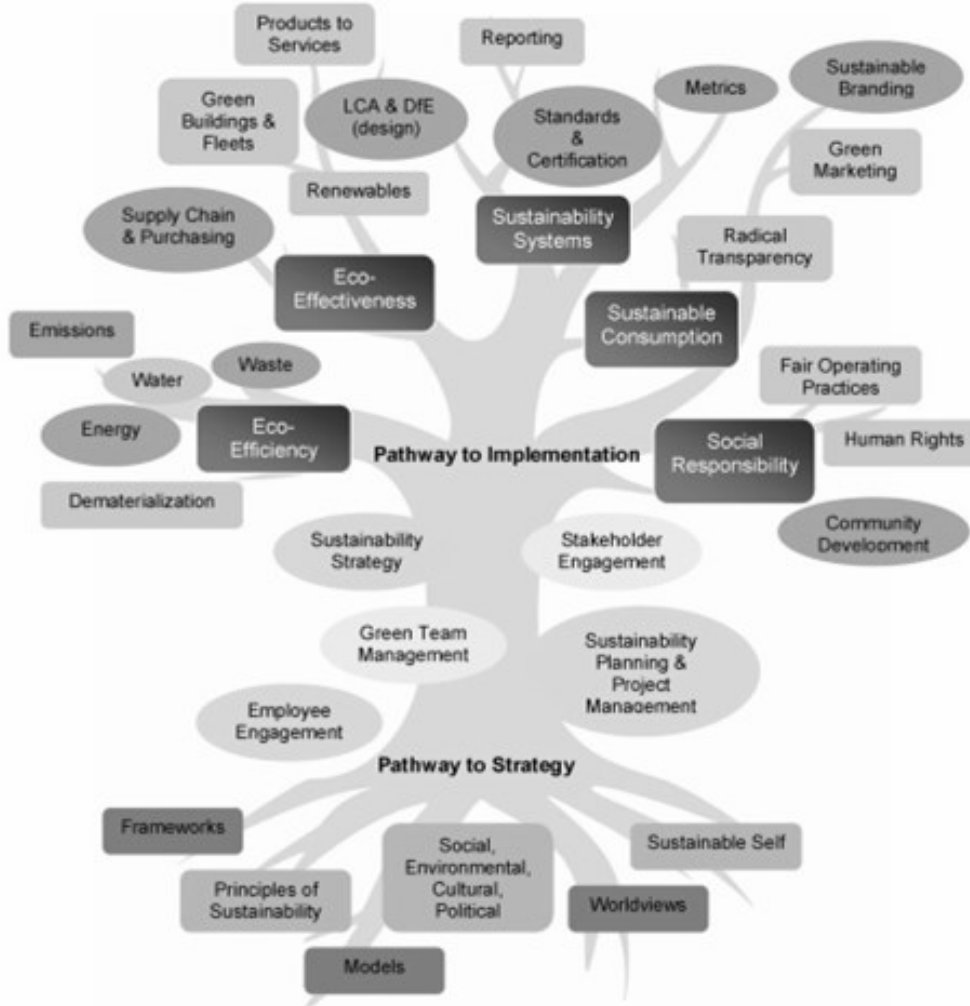 Products to
Services
Reporting
Green
Buildings &
Fleets
LCA & DfE
(design)
Standards
&
Certification
Metrics
Sustainable
Branding
Green
Marketing
Renewables
Supply Chain
& Purchasing
Sustainability
Systems
Radical
Transparency
Eco-
Effectiveness
Sustainable
Consumption
Emissions
Water
Waste
Fair Operating
Practices
Energy
Eco-
Efficiency
Pathway to Implementation
Social
Responsibility
Human Rights
Dematerialization
Sustainability
Strategy
Stakeholder
Engagement
Community
Development
Green Team
Management
Sustainability
Planning &
Project
Management
Employee
Engagement
Pathway to Strategy
Frameworks
Social,
Environmental,
Cultural,
Political
Sustainable Self
Principles of
Sustainability
Worldviews
Models